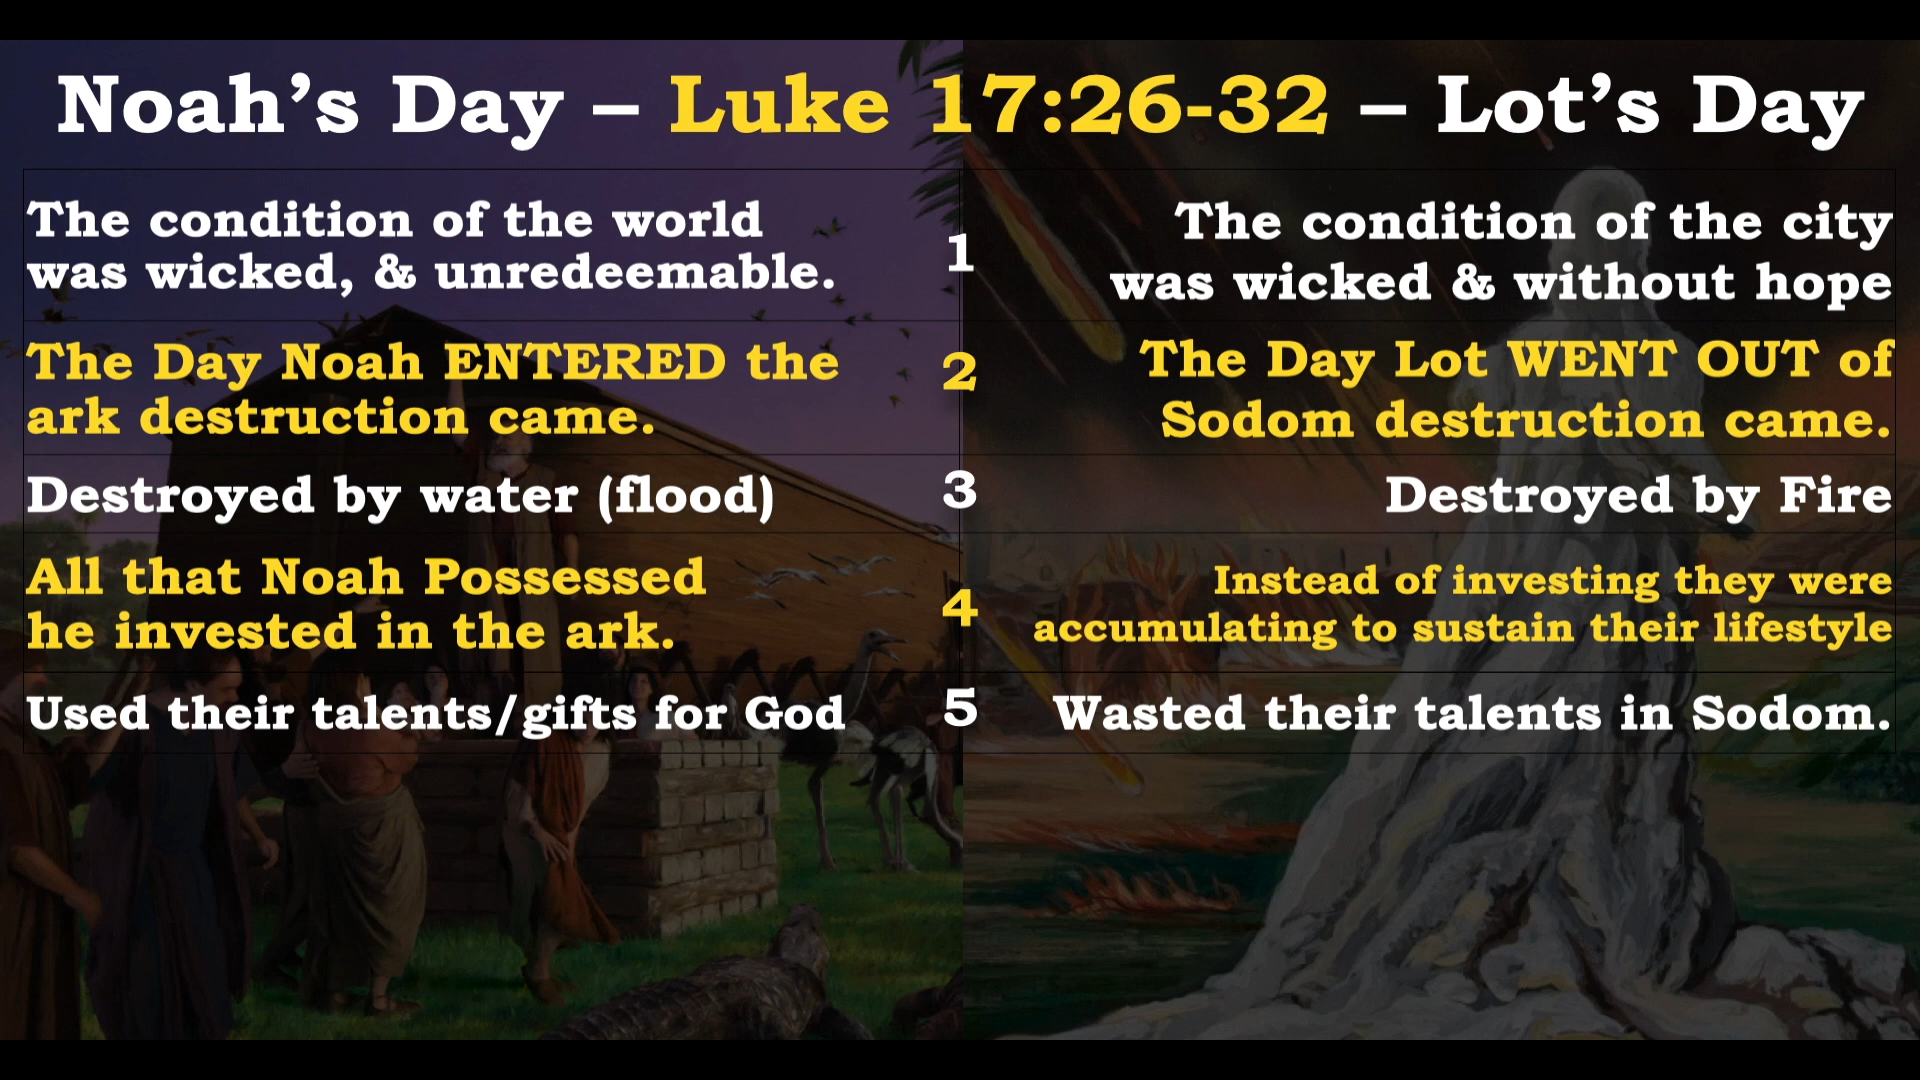 Noah’s Day – Luke 17:26-32 – Lot’s Day
The condition of the world
was wicked, & unredeemable.
1
The condition of the city
was wicked & without hope
The Day Noah ENTERED the
ark destruction came.
2
The Day Lot WENT OUT of
Sodom destruction came.
Destroyed by water (flood)
3
Destroyed by Fire
All that Noah Possessed
he invested in the ark.
4
Instead of investing they were
accumulating to sustain their lifestyle
Used their talents/gifts for God
5
Wasted their talents in Sodom.